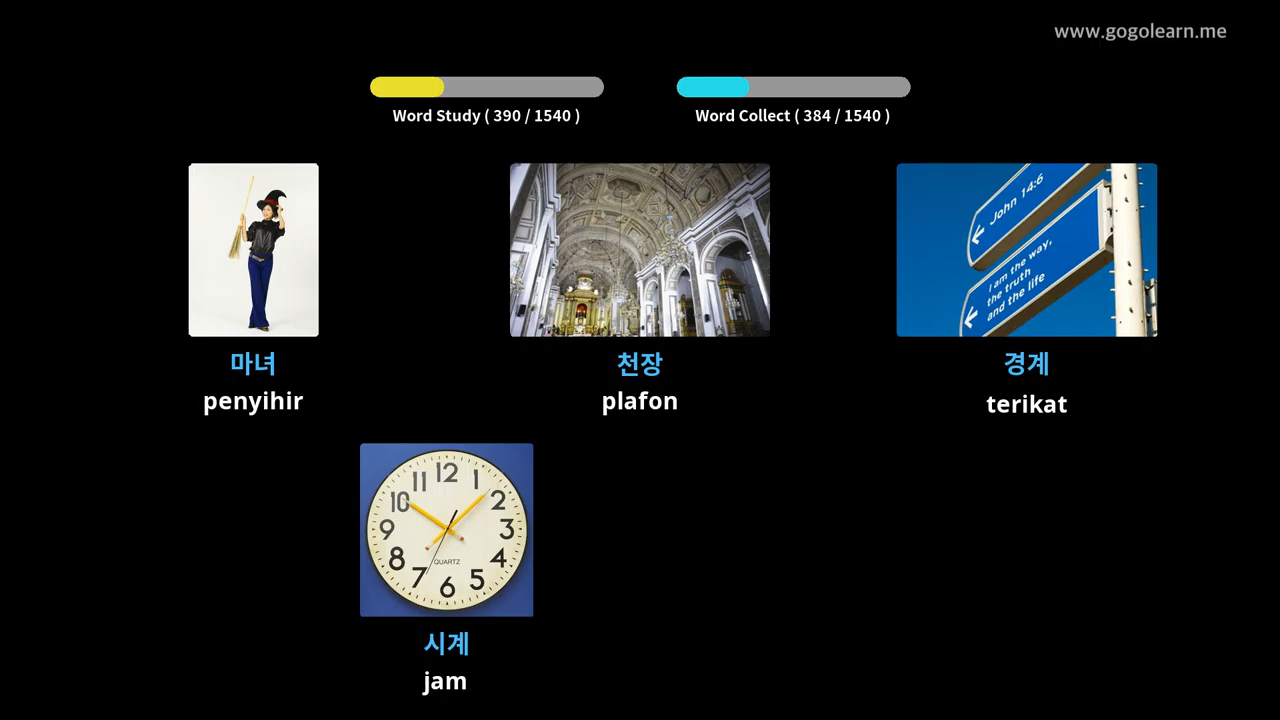 www.gogolearn.me
Word Study ( 390 / 1540 )
Word Collect ( 384 / 1540 )
John 14:6
I am the way,
the truth
and the life
마녀
penyihir
천장
plafon
경계
terikat
12
1
2
3
4
5
6
7
8
9
10
11
QUARTZ
시계
jam